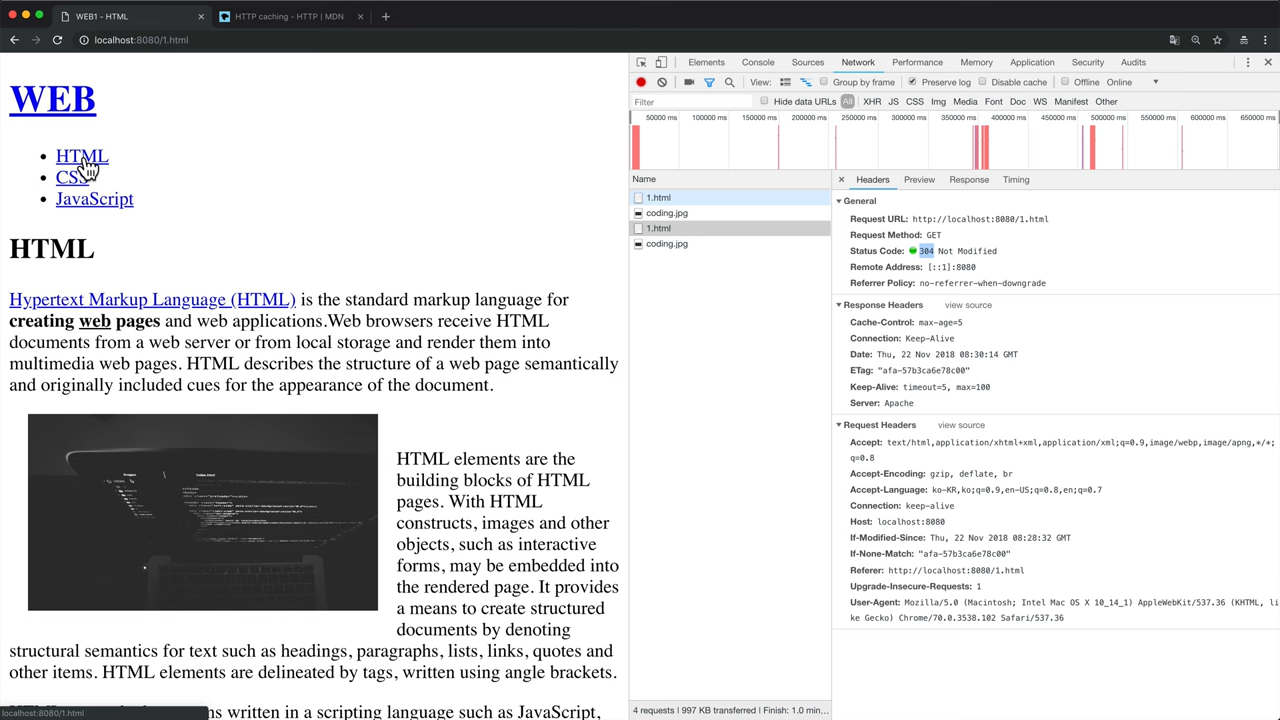 WEB1 - HTML
HTTP caching - HTTP | MDN
localhost:8080/1.html
WEB
HTML
CSS
JavaScript
HTML
Hypertext Markup Language (HTML) is the standard markup language for
creating web pages and web applications.Web browsers receive HTML
documents from a web server or from local storage and render them into
multimedia web pages. HTML describes the structure of a web page semantically
and originally included cues for the appearance of the document.
HTML elements are the
building blocks of HTML
pages. With HTML
constructs, images and other
objects, such as interactive
forms, may be embedded into
the rendered page. It provides
a means to create structured
documents by denoting
structural semantics for text such as headings, paragraphs, lists, links, quotes and
other items. HTML elements are delineated by tags, written using angle brackets.
written in a scripting language such as JavaScript,
localhost:8080/1.html
Elements Console Sources Network Performance Memory Application Security Audits
View: Group by frame Preserve log Disable cache Offline Online
Filter Hide data URLs All XHR JS CSS Img Media Font Doc WS Manifest Other
50000 ms 100000 ms 150000 ms 200000 ms 250000 ms 300000 ms 350000 ms 400000 ms 450000 ms 500000 ms 550000 ms 600000 ms 650000 ms
Name
1.html
coding.jpg
1.html
coding.jpg
4 requests | 997 KB transferred | Finish: 1.0 min...
Headers Preview Response Timing
General
Request URL: http://localhost:8080/1.html
Request Method: GET
Status Code: 304 Not Modified
Remote Address: [::1]:8080
Referrer Policy: no-referrer-when-downgrade
Response Headers view source
Cache-Control: max-age=5
Connection: Keep-Alive
Date: Thu, 22 Nov 2018 08:30:14 GMT
ETag: "afa-57b3ca6e78c00"
Keep-Alive: timeout=5, max=100
Server: Apache
Request Headers view source
Accept: text/html,application/xhtml+xml,application/xml;q=0.9,image/webp,image/apng,*/*;
q=0.8
Accept-Encoding: gzip, deflate, br
Accept-Language: ko-KR,ko;q=0.9,en-US;q=0.8,en;q=0.7
Connection: keep-alive
Host: localhost:8080
If-Modified-Since: Thu, 22 Nov 2018 08:28:32 GMT
If-None-Match: "afa-57b3ca6e78c00"
Referer: http://localhost:8080/1.html
Upgrade-Insecure-Requests: 1
User-Agent: Mozilla/5.0 (Macintosh; Intel Mac OS X 10_14_1) AppleWebKit/537.36 (KHTML, li
ke Gecko) Chrome/70.0.3538.102 Safari/537.36